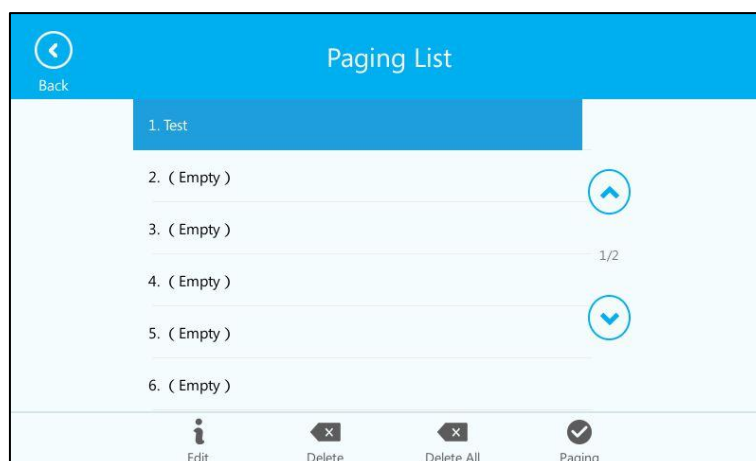 Paging List
Back
1. Test
2. ( Empty )
3. ( Empty )
1/2
4. ( Empty )
5. ( Empty )
6. ( Empty )
Edit Delete Delete All Paging